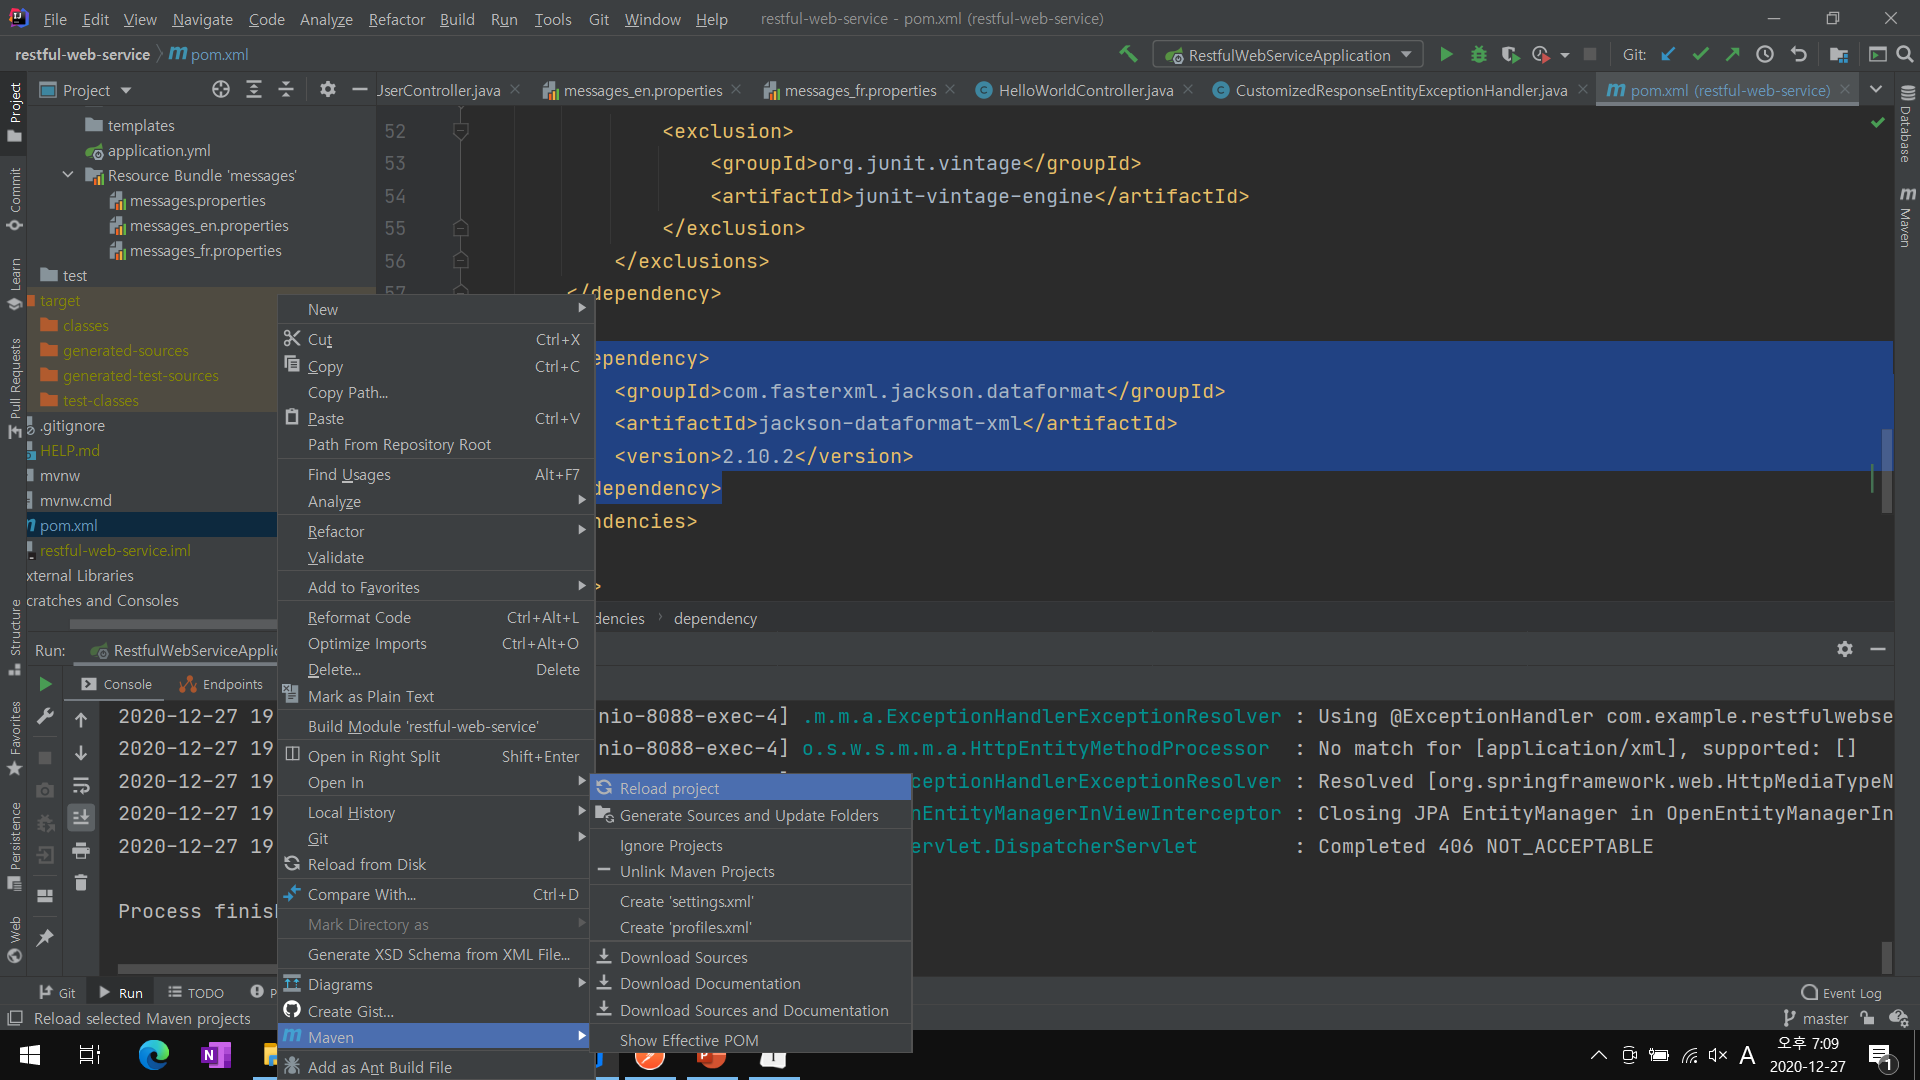 File Edit View Navigate Code Analyze Refactor Build Run Tools Git Window Help restful-web-service - pom.xml (restful-web-service)
restful-web-service pom.xml RestfulWebServiceApplication Git:
Project
UserController.java messages_en.properties messages_fr.properties HelloWorldController.java CustomizedResponseEntityExceptionHandler.java pom.xml (restful-web-service)
Project
Commit
Learn
Pull Requests
Structure
Favorites
Persistence
Web
templates
application.yml
Resource Bundle 'messages'
messages.properties
messages_en.properties
messages_fr.properties
test
target
classes
generated-sources
generated-test-sources
test-classes
.gitignore
HELP.md
mvnw
mvnw.cmd
pom.xml
restful-web-service.iml
xternal Libraries
cratches and Consoles
52 <exclusion>
53 <groupId>org.junit.vintage</groupId>
54 <artifactId>junit-vintage-engine</artifactId>
55 </exclusion>
56 </exclusions>
57 </dependency>
ependency>
<groupId>com.fasterxml.jackson.dataformat</groupId>
<artifactId>jackson-dataformat-xml</artifactId>
<version>2.10.2</version>
dependency>
ndencies>
>
dencies dependency
Database
Maven
New
Cut Ctrl+X
Copy Ctrl+C
Copy Path...
Paste Ctrl+V
Path From Repository Root
Find Usages Alt+F7
Analyze
Refactor
Validate
Add to Favorites
Reformat Code Ctrl+Alt+L
Optimize Imports Ctrl+Alt+O
Delete... Delete
Mark as Plain Text
Build Module 'restful-web-service'
Open in Right Split Shift+Enter
Open In
Local History
Git
Reload from Disk
Compare With... Ctrl+D
Mark Directory as
Generate XSD Schema from XML File...
Diagrams
Create Gist...
Maven
Add as Ant Build File
Reload project
Generate Sources and Update Folders
Ignore Projects
Unlink Maven Projects
Create 'settings.xml'
Create 'profiles.xml'
Download Sources
Download Documentation
Download Sources and Documentation
Show Effective POM
Run: RestfulWebServiceApplic
Console Endpoints
2020-12-27 19 nio-8088-exec-4] .m.m.a.ExceptionHandlerExceptionResolver : Using @ExceptionHandler com.example.restfulwebse
2020-12-27 19 nio-8088-exec-4] o.s.w.s.m.m.a.HttpEntityMethodProcessor : No match for [application/xml], supported: []
2020-12-27 19 ceptionHandlerExceptionResolver : Resolved [org.springframework.web.HttpMediaTypeN
2020-12-27 19 nEntityManagerInViewInterceptor : Closing JPA EntityManager in OpenEntityManagerIn
2020-12-27 19 ervlet.DispatcherServlet : Completed 406 NOT_ACCEPTABLE
Process finish
Git Run TODO P Event Log
Reload selected Maven projects master
A 오후 7:09
2020-12-27
1